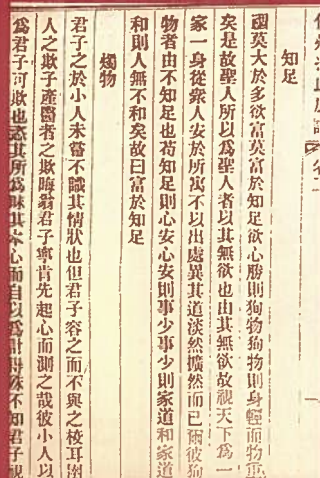 知足
國莫大於多欲富莫富於知足欲心勝則狥物狥物則身輕而物重
矣是故聖人所以爲聖人者以其無欲也由其無欲故視天下爲一
家一身從衆人安於所寓不以出處異其道淡然擴然而已爾彼狥
物者由不知足也苟知足則心安心安則事少事少則家道和家道
和則人無不和矣故曰富於知足
燭物
君子之於小人未嘗不識其情狀也但君子容之而不與之校耳
人之欺子產醫者之欺晦翁君子寧肯先起心而測之哉彼小人以
爲君子可欺也恣其所爲昧其本心而自以爲計得殊不知君子視